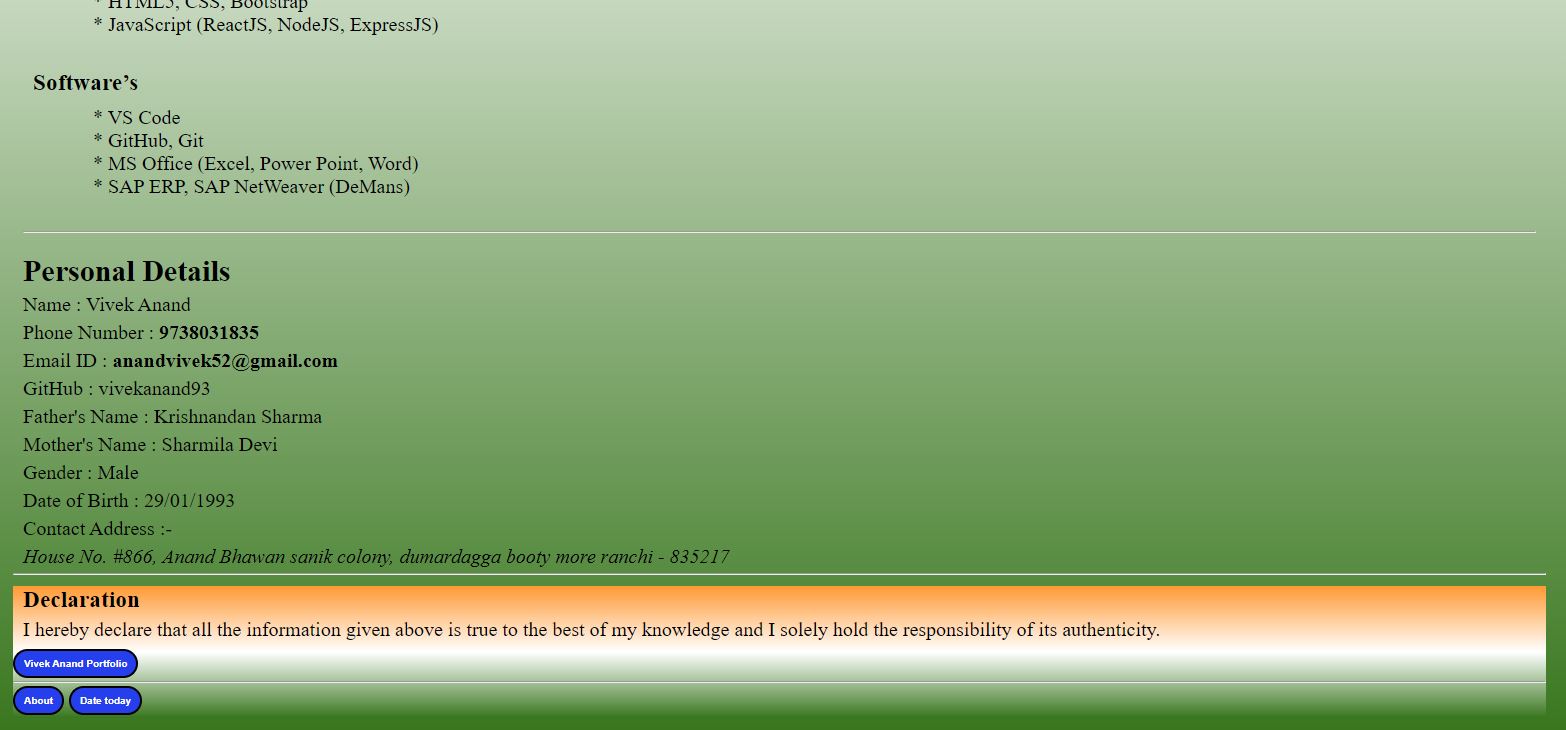 * HTML5, CSS, Bootstrap
* JavaScript (ReactJS, NodeJS, ExpressJS)
Software’s
* VS Code
* GitHub, Git
* MS Office (Excel, Power Point, Word)
* SAP ERP, SAP NetWeaver (DeMans)
Personal Details
Name : Vivek Anand
Phone Number : 9738031835
Email ID : anandvivek52@gmail.com
GitHub : vivekanand93
Father's Name : Krishnandan Sharma
Mother's Name : Sharmila Devi
Gender : Male
Date of Birth : 29/01/1993
Contact Address :-
House No. #866, Anand Bhawan sanik colony, dumardagga booty more ranchi - 835217
Declaration
I hereby declare that all the information given above is true to the best of my knowledge and I solely hold the responsibility of its authenticity.
Vivek Anand Portfolio
About Date today